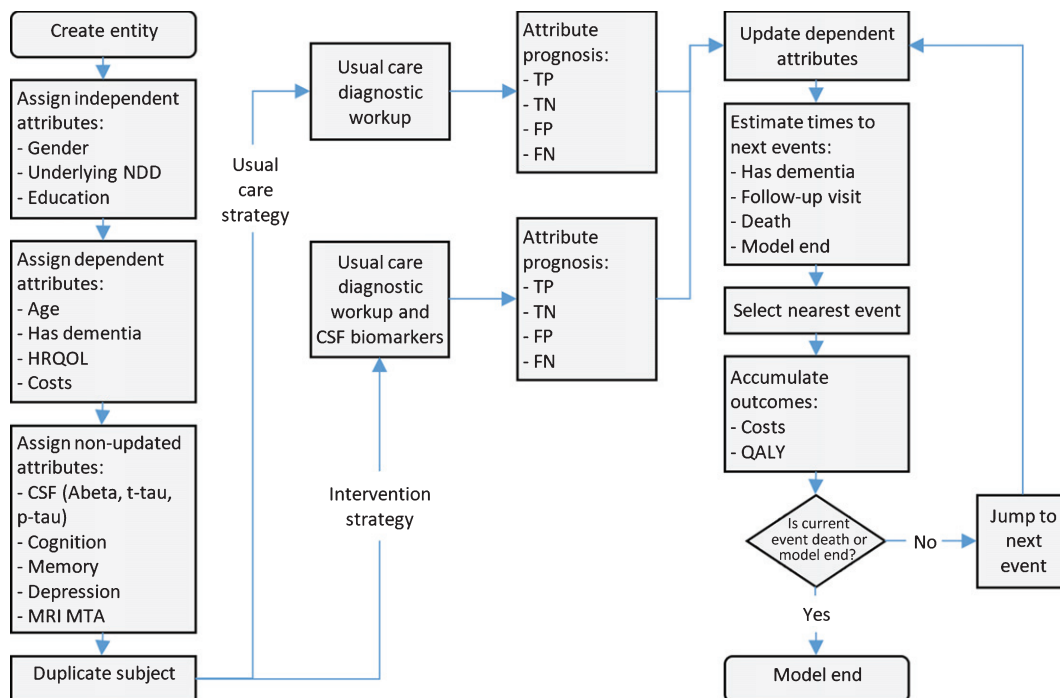 Create entity
Assign independent
attributes:
- Gender
- Underlying NDD
- Education
Assign dependent
attributes:
- Age
- Has dementia
- HRQOL
- Costs
Assign non-updated
attributes:
- CSF (Abeta, t-tau,
p-tau)
- Cognition
- Memory
- Depression
- MRI MTA
Duplicate subject
Usual
care
strategy
Intervention
strategy
Usual care
diagnostic
workup
Usual care
diagnostic
workup and
CSF biomarkers
Attribute
prognosis:
- TP
- TN
- FP
- FN
Attribute
prognosis:
- TP
- TN
- FP
- FN
Update dependent
attributes
Estimate times to
next events:
- Has dementia
- Follow-up visit
- Death
- Model end
Select nearest event
Accumulate
outcomes:
- Costs
- QALY
Is current
event death or
model end?
No
Jump to
next
event
Yes
Model end